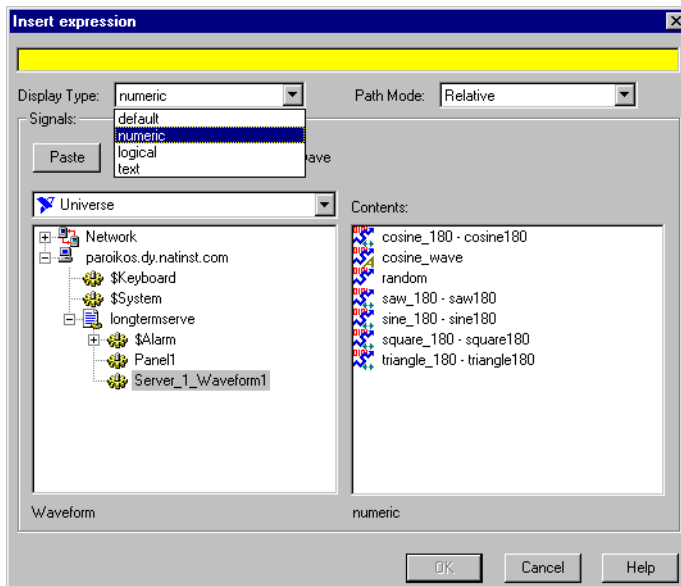 Insert expression
Display Type: numeric Path Mode: Relative
default
numeric
logical
text
Signals:
Paste
Universe
Contents:
Network
paroikos.dy.natinst.com
$Keyboard
$System
longtermserve
$Alarm
Panel1
Server_1_Waveform1
cosine_180 - cosine180
cosine_wave
random
saw_180 - saw180
sine_180 - sine180
square_180 - square180
triangle_180 - triangle180
Waveform
numeric
OK Cancel Help